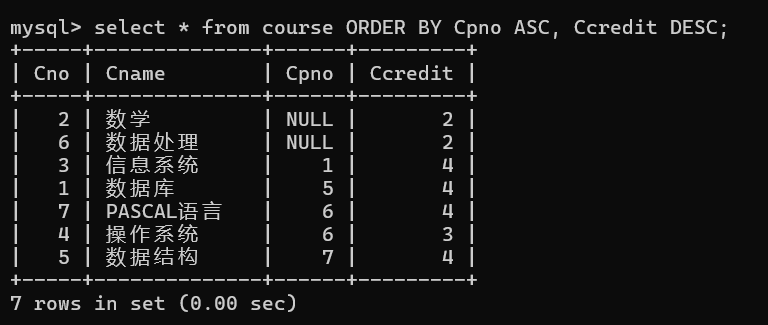 mysql> select * from course ORDER BY Cpno ASC, Ccredit DESC;
+-----+--------------+------+---------+
| Cno | Cname        | Cpno | Ccredit |
+-----+--------------+------+---------+
|   2 | 数学         | NULL |       2 |
|   6 | 数据处理     | NULL |       2 |
|   3 | 信息系统     |    1 |       4 |
|   1 | 数据库       |    5 |       4 |
|   7 | PASCAL语言   |    6 |       4 |
|   4 | 操作系统     |    6 |       3 |
|   5 | 数据结构     |    7 |       4 |
+-----+--------------+------+---------+
7 rows in set (0.00 sec)